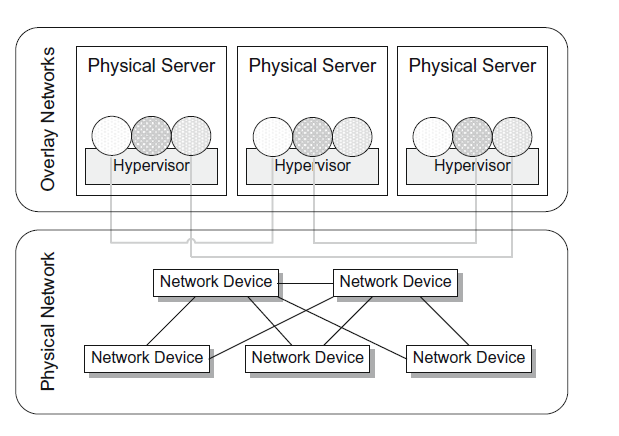 Overlay Networks
Physical Server
Physical Server
Physical Server
Hypervisor
Hypervisor
Hypervisor
Physical Network
Network Device
Network Device
Network Device
Network Device
Network Device